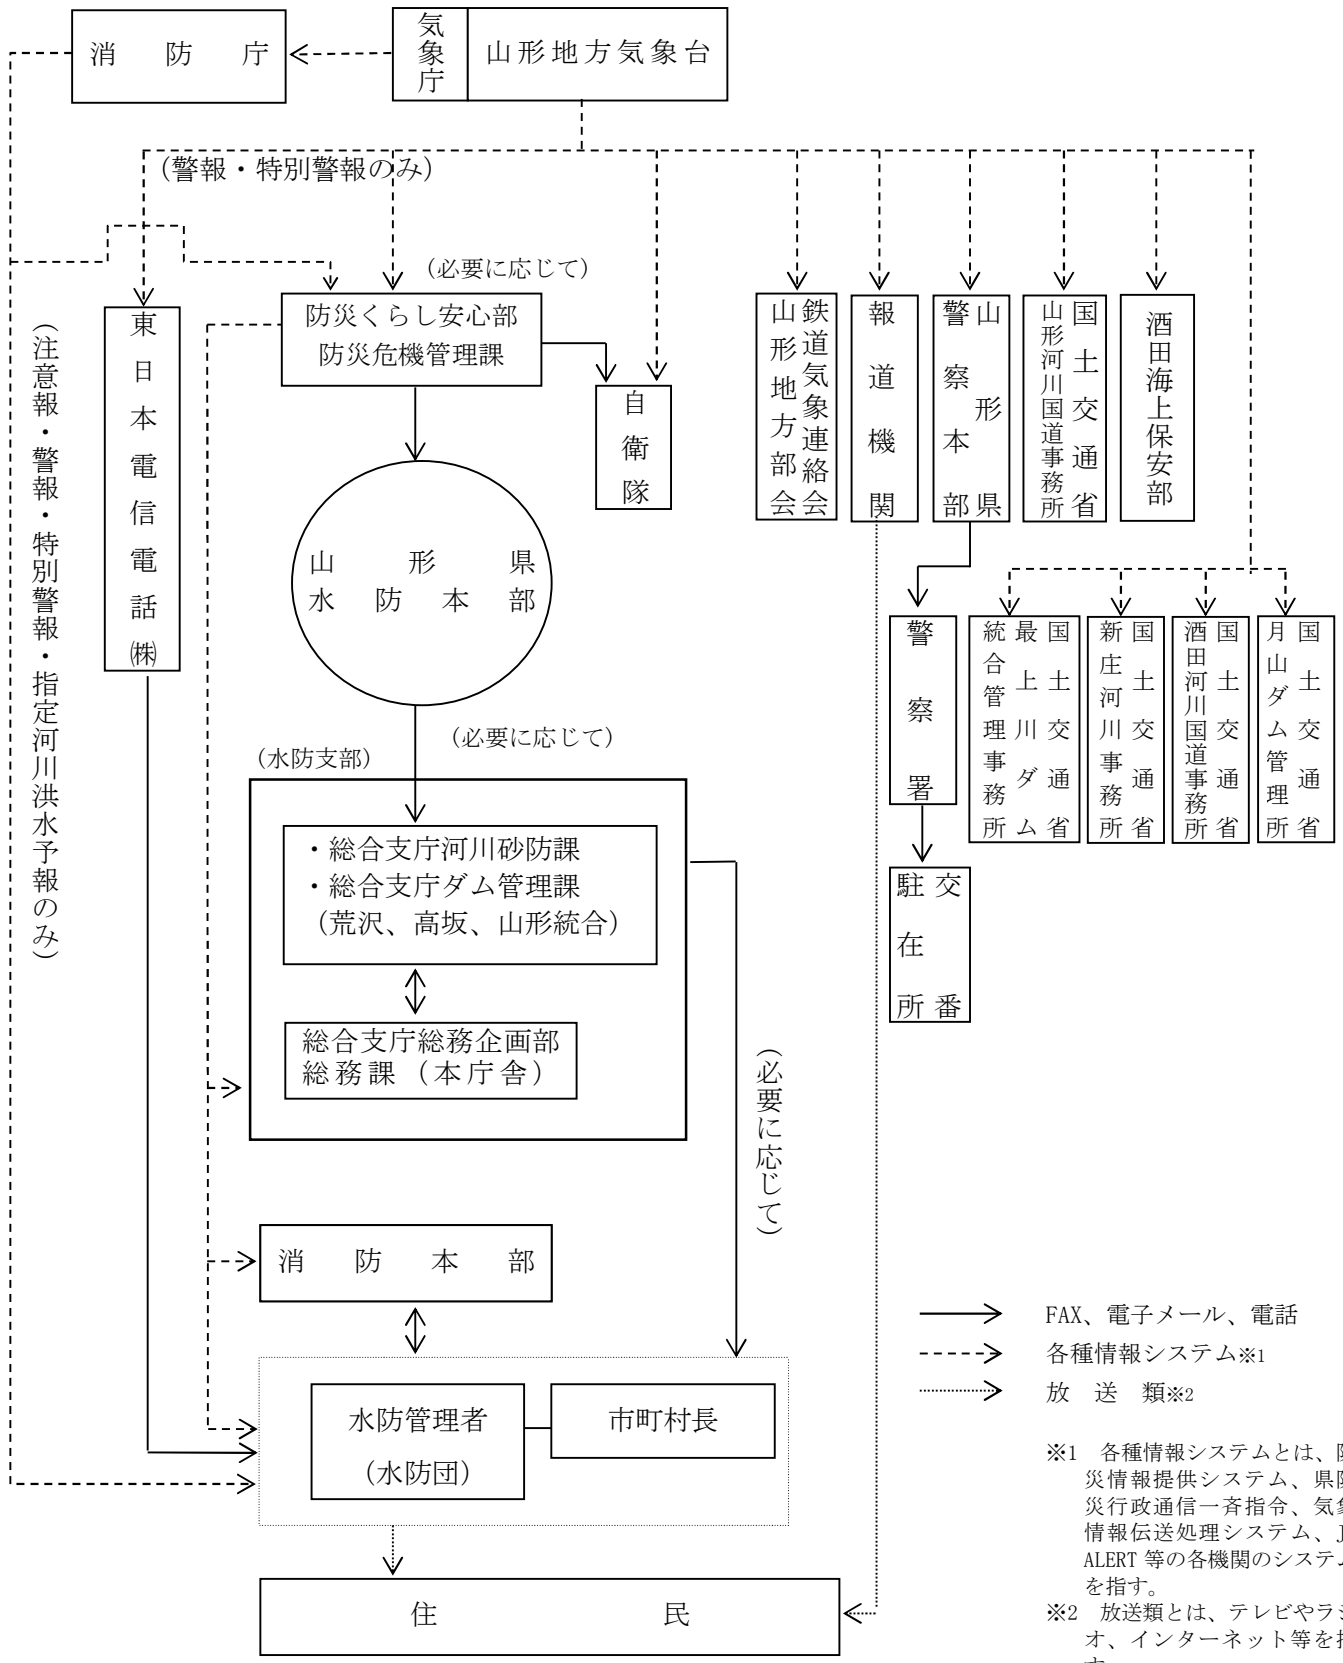 消防庁
気象庁
山形地方気象台
(警報・特別警報のみ)
(必要に応じて)
防災くらし安心部
防災危機管理課
(注意報・警報・特別警報・指定河川洪水予報のみ)
東日本電信電話㈱
自衛隊
鉄道気象連絡会
山形地方部会
報道機関
山形県
警察本部
国土交通省
山形河川国道事務所
酒田海上保安部
山形県
水防本部
警察署
国土交通省
最上川ダム
統合管理事務所
国土交通省
新庄河川事務所
国土交通省
酒田河川国道事務所
国土交通省
月山ダム管理所
(必要に応じて)
(水防支部)
・総合支庁河川砂防課
・総合支庁ダム管理課
(荒沢、高坂、山形統合)
交番
駐在所
総合支庁総務企画部
総務課(本庁舎)
(必要に応じて)
消防本部
水防管理者
(水防団)
市町村長
住民
FAX、電子メール、電話
各種情報システム※1
放送類※2
※1 各種情報システムとは、
災情報提供システム、県
災行政通信一斉指令、気
情報伝送処理システム、
ALERT 等の各機関のシステ
を指す。
※2 放送類とは、テレビやラ
オ、インターネット等を